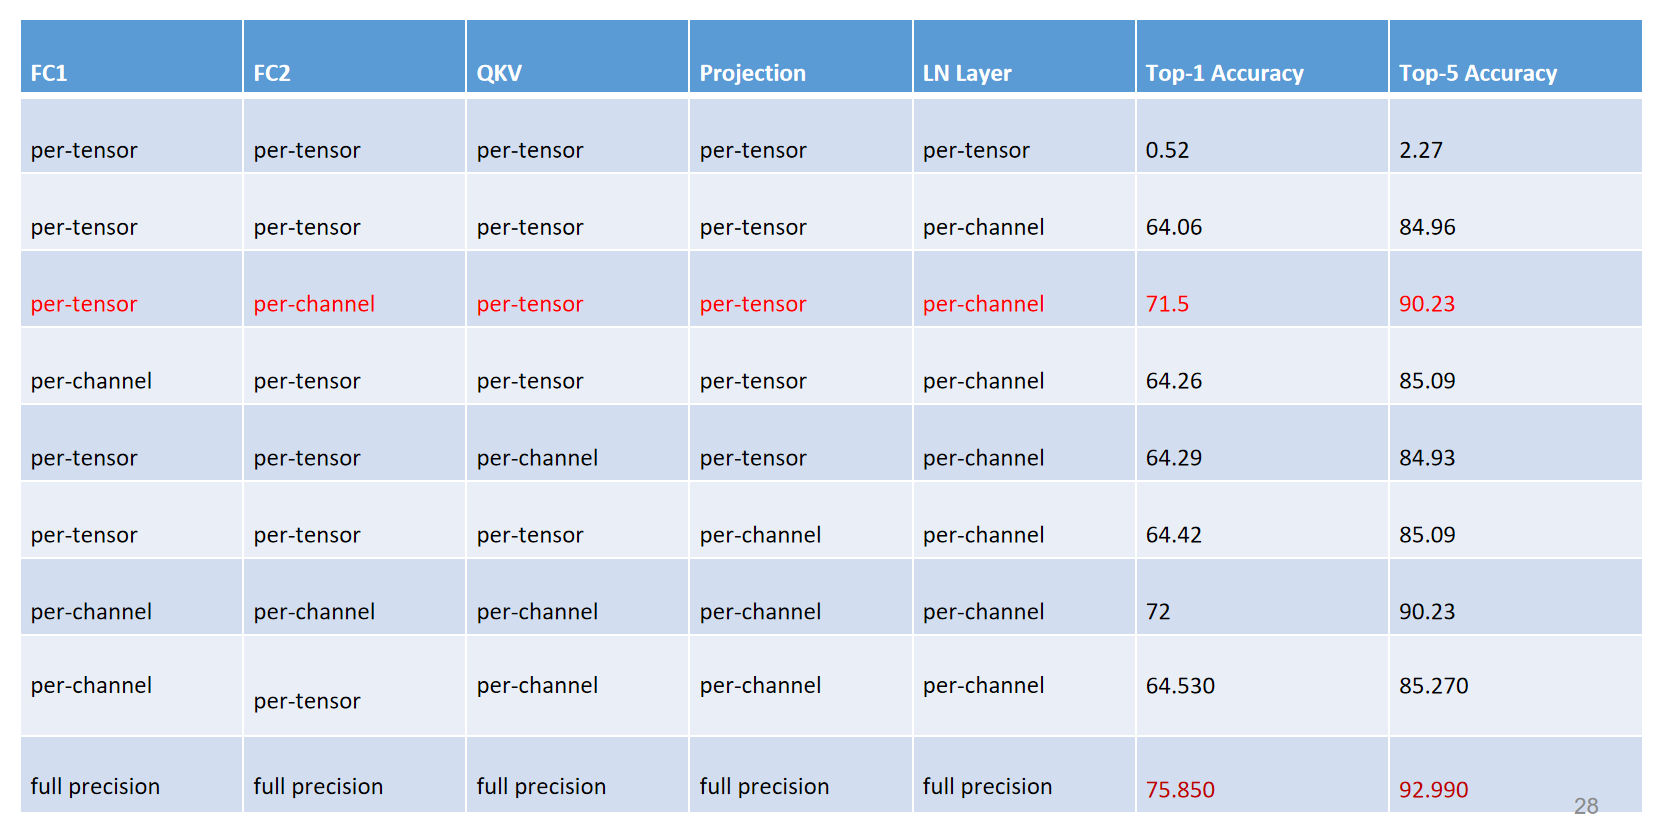 FC1 FC2 QKV Projection LN Layer Top-1 Accuracy Top-5 Accuracy
per-tensor per-tensor per-tensor per-tensor per-tensor 0.52 2.27
per-tensor per-tensor per-tensor per-tensor per-channel 64.06 84.96
per-tensor per-channel per-tensor per-tensor per-channel 71.5 90.23
per-channel per-tensor per-tensor per-tensor per-channel 64.26 85.09
per-tensor per-tensor per-channel per-tensor per-channel 64.29 84.93
per-tensor per-tensor per-tensor per-channel per-channel 64.42 85.09
per-channel per-channel per-channel per-channel per-channel 72 90.23
per-channel per-tensor per-channel per-channel per-channel 64.530 85.270
full precision full precision full precision full precision full precision 75.850 92.990
28